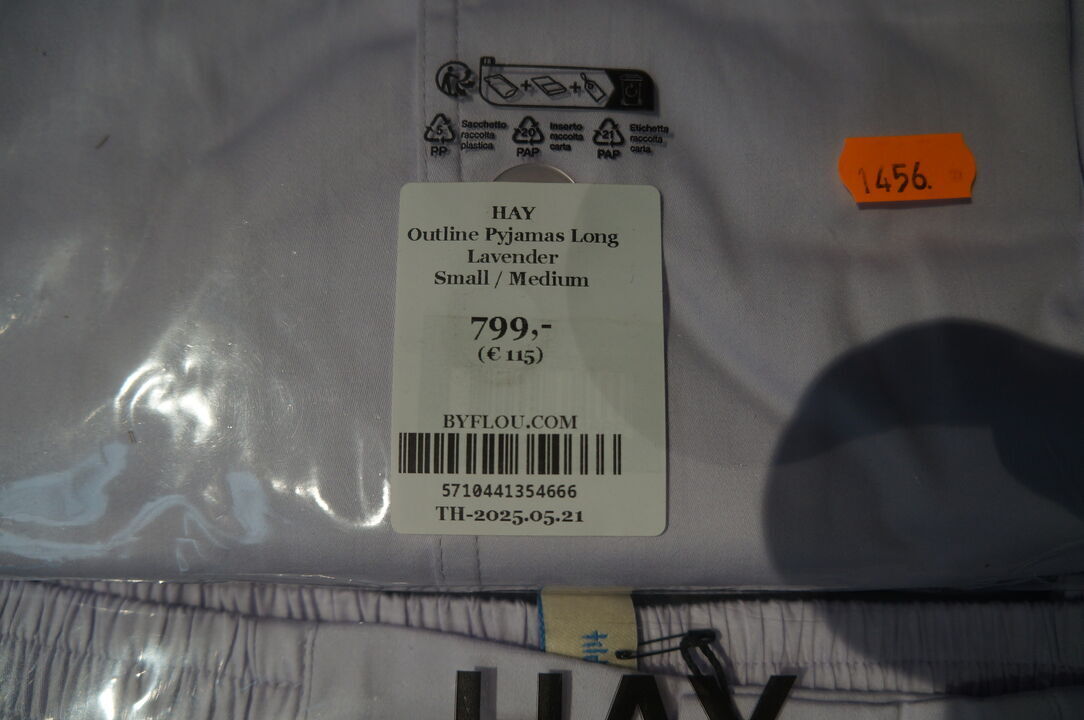 5
PP
Sacchetto
raccolta
plastica
20
PAP
Inserto
raccolta
carta
21
PAP
Etichetta
raccolta
carta
1456.
HAY
Outline Pyjamas Long
Lavender
Small / Medium
799,-
(€ 115)
BYFLOU.COM
5710441354666
TH-2025.05.21
HAY